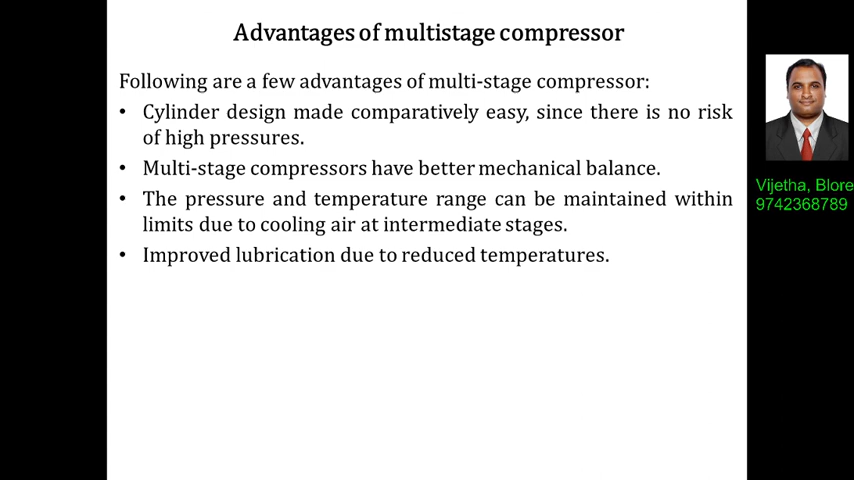 Advantages of multistage compressor
Following are a few advantages of multi-stage compressor:
• Cylinder design made comparatively easy, since there is no risk
of high pressures.
• Multi-stage compressors have better mechanical balance.
• The pressure and temperature range can be maintained within
limits due to cooling air at intermediate stages.
• Improved lubrication due to reduced temperatures.
Vijetha, Blore
9742368789